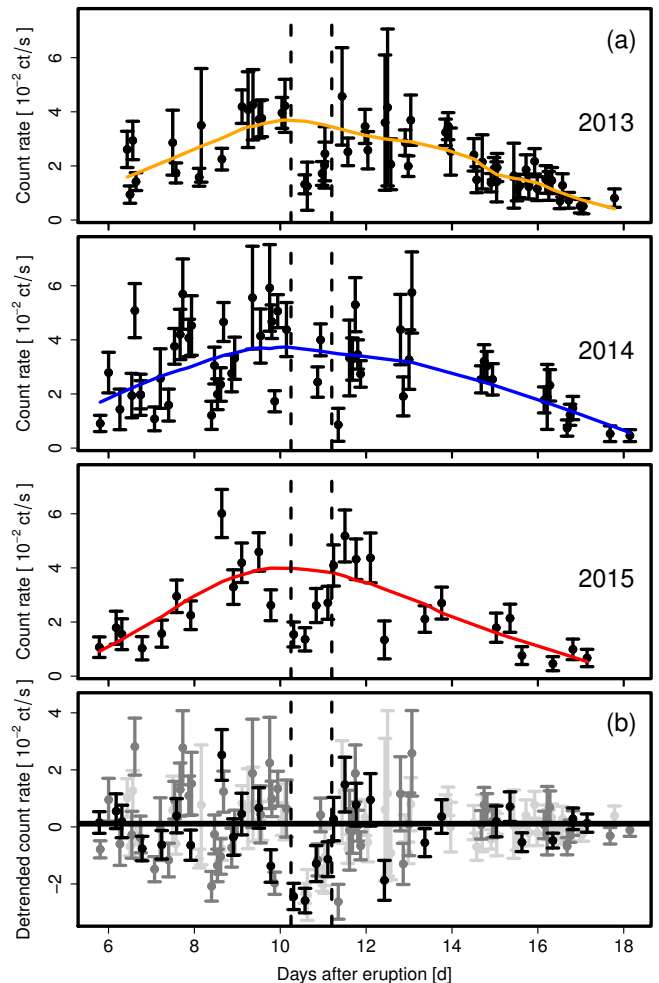 (a)
2013
Count rate [ 10⁻² ct / s ]
6
4
2
0
2014
Count rate [ 10⁻² ct / s ]
6
4
2
0
2015
Count rate [ 10⁻² ct / s ]
6
4
2
0
(b)
Detrended count rate [ 10⁻² ct / s ]
4
2
0
−2
6 8 10 12 14 16 18
Days after eruption [d]